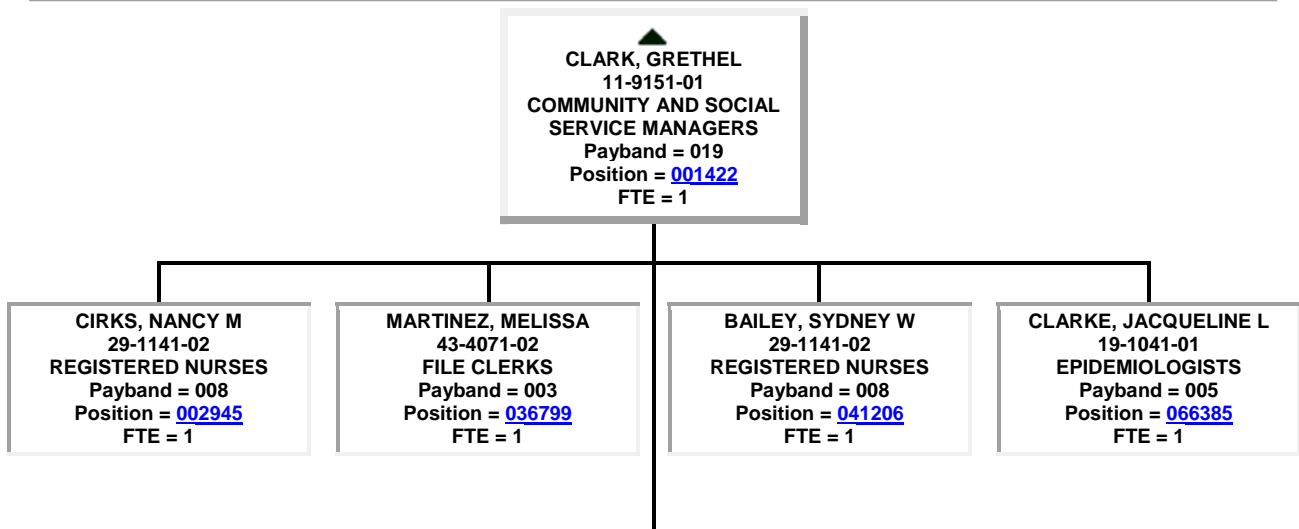 CLARK, GRETHEL
11-9151-01
COMMUNITY AND SOCIAL
SERVICE MANAGERS
Payband = 019
Position = 001422
FTE = 1
CIRKS, NANCY M
29-1141-02
REGISTERED NURSES
Payband = 008
Position = 002945
FTE = 1
MARTINEZ, MELISSA
43-4071-02
FILE CLERKS
Payband = 003
Position = 036799
FTE = 1
BAILEY, SYDNEY W
29-1141-02
REGISTERED NURSES
Payband = 008
Position = 041206
FTE = 1
CLARKE, JACQUELINE L
19-1041-01
EPIDEMIOLOGISTS
Payband = 005
Position = 066385
FTE = 1